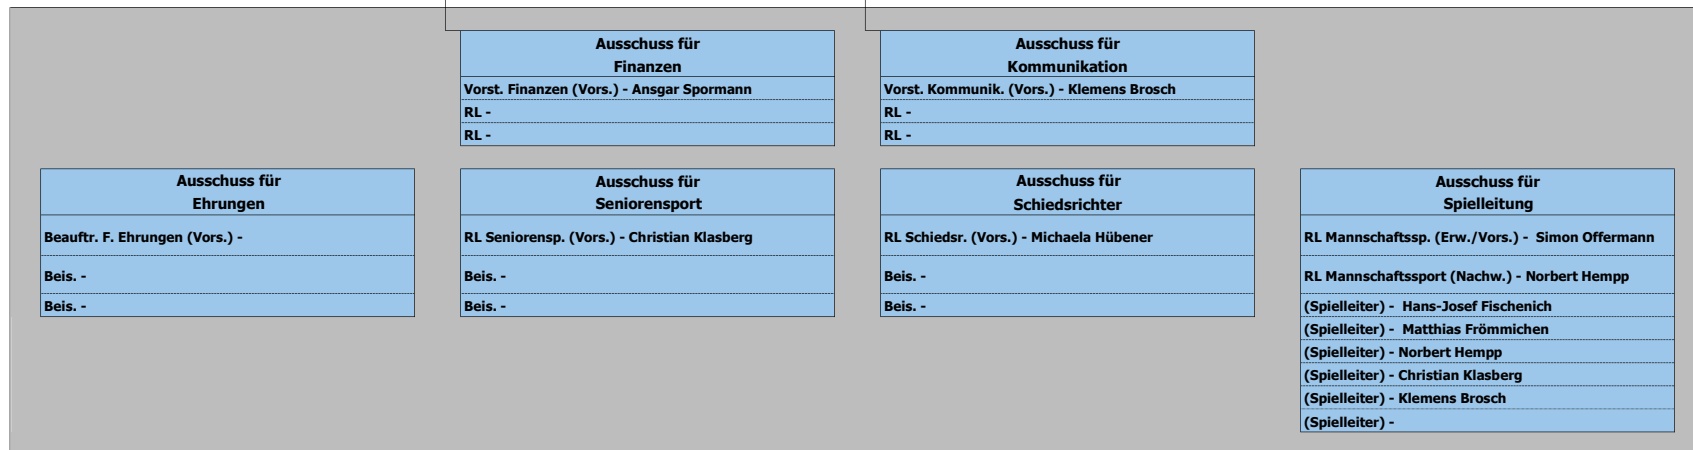 Ausschuss für
Finanzen
Vorst. Finanzen (Vors.) - Ansgar Spormann
RL -
RL -
Ausschuss für
Kommunikation
Vorst. Kommunik. (Vors.) - Klemens Brosch
RL -
RL -
Ausschuss für
Ehrungen
Beauftr. F. Ehrungen (Vors.) -
Beis. -
Beis. -
Ausschuss für
Seniorensport
RL Seniorensp. (Vors.) - Christian Klasberg
Beis. -
Beis. -
Ausschuss für
Schiedsrichter
RL Schiedsr. (Vors.) - Michaela Hübener
Beis. -
Beis. -
Ausschuss für
Spielleitung
RL Mannschaftssp. (Erw./Vors.) - Simon Offermann
RL Mannschaftssport (Nachw.) - Norbert Hempp
(Spielleiter) - Hans-Josef Fischenich
(Spielleiter) - Matthias Frömmichen
(Spielleiter) - Norbert Hempp
(Spielleiter) - Christian Klasberg
(Spielleiter) - Klemens Brosch
(Spielleiter) -